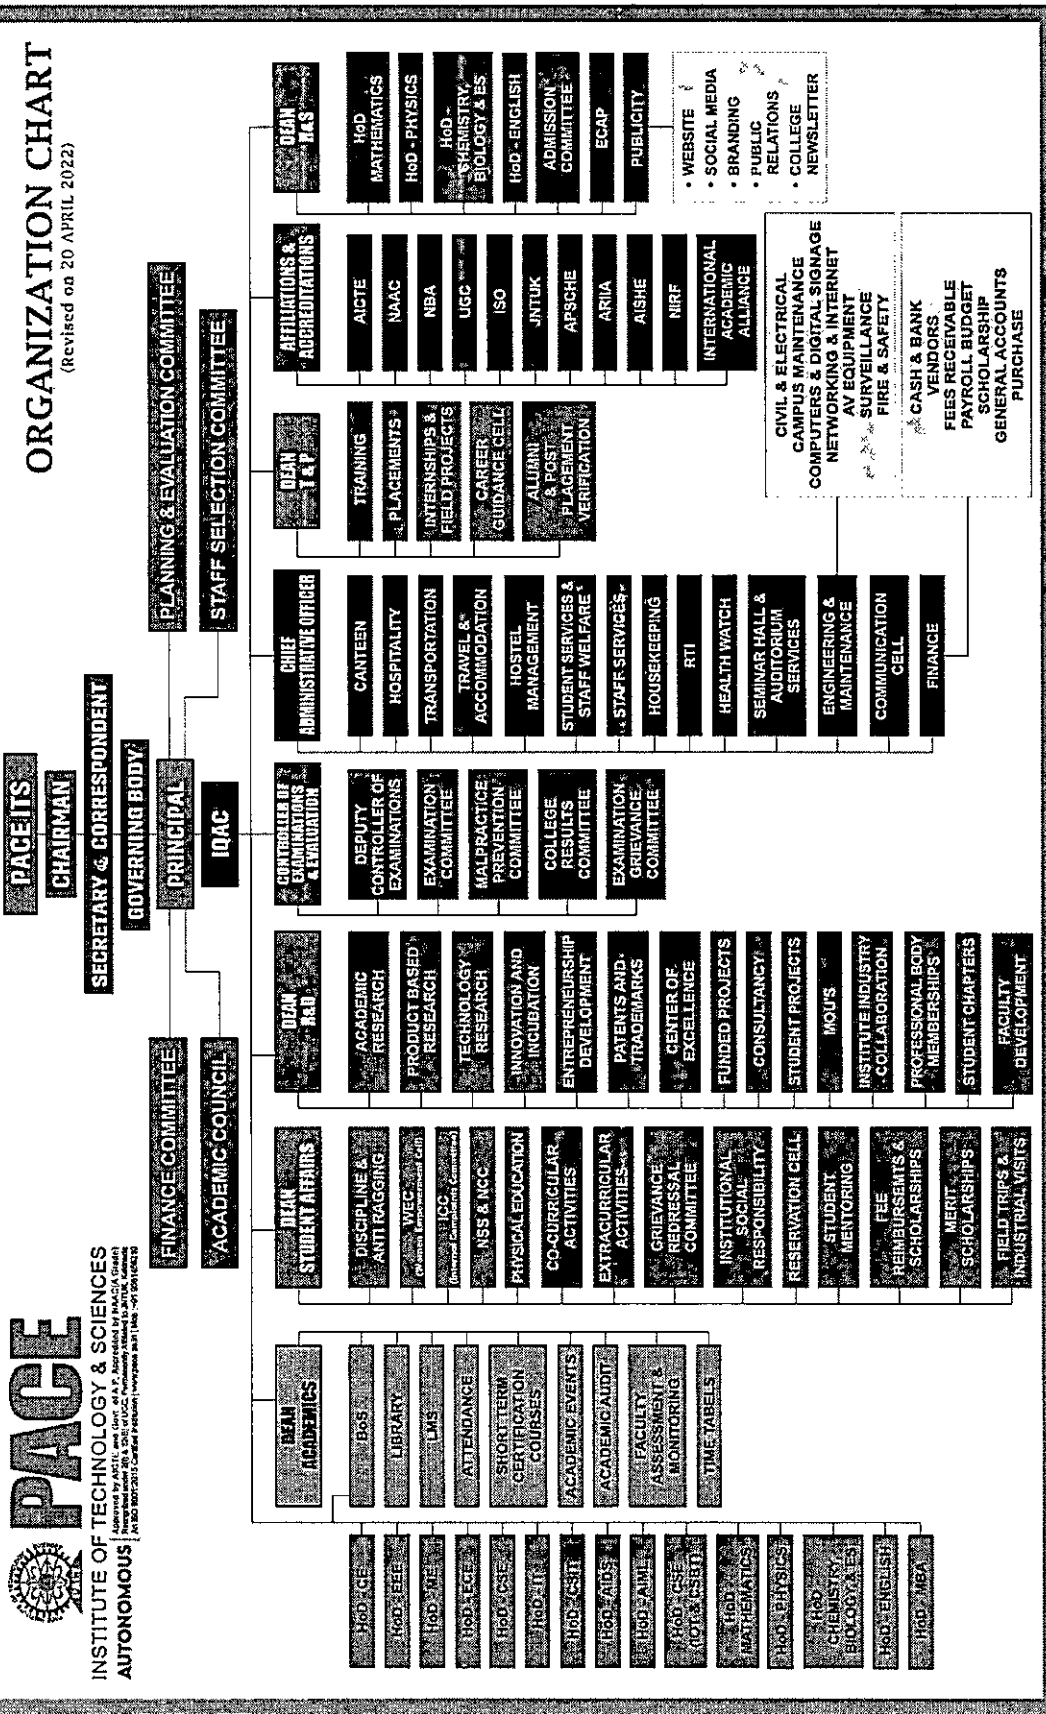 PACE
INSTITUTE OF TECHNOLOGY & SCIENCES
AUTONOMOUS
ORGANIZATION CHART
(Revised on 20 APRIL 2022)
PACE ITS
CHAIRMAN
SECRETARY & CORRESPONDENT
GOVERNING BODY
PRINCIPAL
IQAC
FINANCE COMMITTEE
ACADEMIC COUNCIL
PLANNING & EVALUATION COMMITTEE
STAFF SELECTION COMMITTEE
HoD - CE
HoD - EEE
HoD - ME
HoD - ECE
HoD - CSE
HoD - IT
HoD - CSIT
HoD - AIDS
HoD - AIML
HoD - CSE
(IOT & CSBT)
HoD -
MATHEMATICS
HoD - PHYSICS
HoD
CHEMISTRY,
BIOLOGY & ES
HoD - ENGLISH
HoD - MBA
DEAN
ACADEMICS
BoS
LIBRARY
LMS
ATTENDANCE
SHORT TERM
CERTIFICATION
COURSES
ACADEMIC EVENTS
ACADEMIC AUDIT
FACULTY
ASSESSMENT &
MONITORING
TIME TABELS
DEAN
STUDENT AFFAIRS
DISCIPLINE &
ANTI RAGGING
WEC
(Women Empowerment Cell)
ICC
(Internal Complaint Committee)
NSS & NCC
PHYSICAL EDUCATION
CO-CURRICULAR
ACTIVITIES
EXTRACURRICULAR
ACTIVITIES
GRIEVANCE
REDRESSAL
COMMITTEE
INSTITUTIONAL
SOCIAL
RESPONSIBILITY
RESERVATION CELL
STUDENT
MENTORING
FEE
REIMBURSEMENTS &
SCHOLARSHIPS
MERIT
SCHOLARSHIPS
FIELD TRIPS &
INDUSTRIAL VISITS
DEAN
R&D
ACADEMIC
RESEARCH
PRODUCT BASED
RESEARCH
TECHNOLOGY
RESEARCH
INNOVATION AND
INCUBATION
ENTREPRENEURSHIP
DEVELOPMENT
PATENTS AND
TRADEMARKS
CENTER OF
EXCELLENCE
FUNDED PROJECTS
CONSULTANCY
STUDENT PROJECTS
MOU'S
INSTITUTE INDUSTRY
COLLABORATION
PROFESSIONAL BODY
MEMBERSHIPS
STUDENT CHAPTERS
FACULTY
DEVELOPMENT
CONTROLLER OF
EXAMINATIONS
& EVALUATION
DEPUTY
CONTROLLER OF
EXAMINATIONS
EXAMINATION
COMMITTEE
MALPRACTICE
PREVENTION
COMMITTEE
COLLEGE
RESULTS
COMMITTEE
EXAMINATION
GRIEVANCE
COMMITTEE
CHIEF
ADMINISTRATIVE OFFICER
CANTEEN
HOSPITALITY
TRANSPORTATION
TRAVEL &
ACCOMMODATION
HOSTEL
MANAGEMENT
STUDENT SERVICES &
STAFF WELFARE
STAFF SERVICES
HOUSEKEEPING
RTI
HEALTH WATCH
SEMINAR HALL &
AUDITORIUM
SERVICES
ENGINEERING &
MAINTENANCE
COMMUNICATION
CELL
FINANCE
DEAN
T & P
TRAINING
PLACEMENTS
INTERNSHIPS &
FIELD PROJECTS
CAREER
GUIDANCE CELL
ALUMNI
& POST
PLACEMENT
VERIFICATION
CIVIL & ELECTRICAL
CAMPUS MAINTENANCE
COMPUTERS & DIGITAL SIGNAGE
NETWORKING & INTERNET
AV EQUIPMENT
SURVEILLANCE
FIRE & SAFETY
CASH & BANK
VENDORS
FEES RECEIVABLE
PAYROLL BUDGET
SCHOLARSHIP
GENERAL ACCOUNTS
PURCHASE
AFFILIATIONS &
ACCREDITATIONS
AICTE
NAAC
NBA
UGC
ISO
JNTUK
APSCHE
ARIIA
AISHE
NIRF
INTERNATIONAL
ACADEMIC
ALLIANCE
DEAN
H&S
HoD
MATHEMATICS
HoD - PHYSICS
HoD -
CHEMISTRY,
BIOLOGY & ES
HoD - ENGLISH
ADMISSION
COMMITTEE
ECAP
PUBLICITY
• WEBSITE
• SOCIAL MEDIA
• BRANDING
• PUBLIC
RELATIONS
• COLLEGE
NEWSLETTER